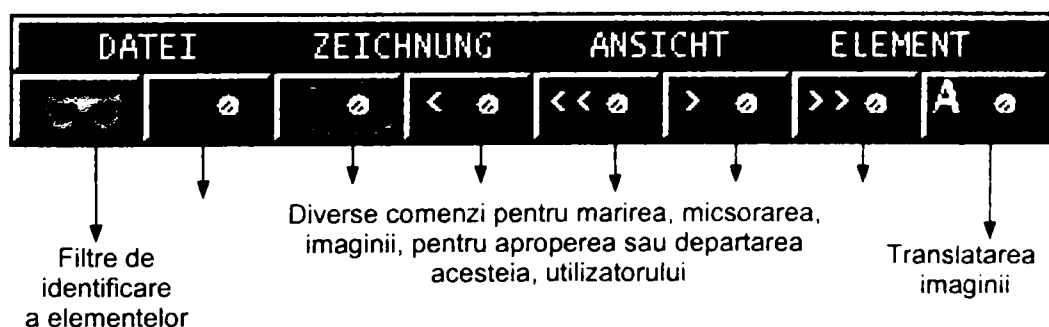 DATEI ZEICHNUNG ANSICHT ELEMENT
< << > >> A
Diverse comenzi pentru marirea, micsorarea,
imaginii, pentru aproperea sau departarea
acesteia, utilizatorului
Filtre de
identificare
a elementelor
Translatarea
imaginii